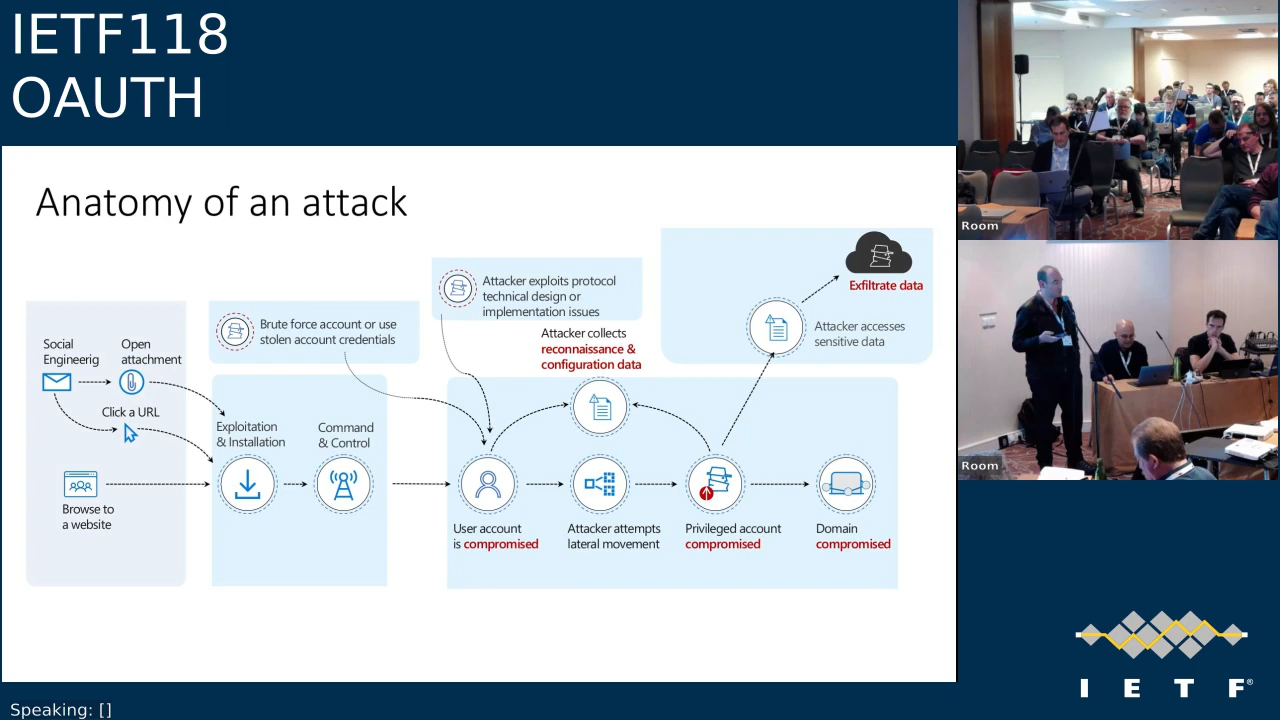 IETF118
OAUTH
Anatomy of an attack
Social
Engineerig
Open
attachment
Click a URL
Browse to
a website
Brute force account or use
stolen account credentials
Exploitation
& Installation
Command
& Control
Attacker exploits protocol
technical design or
implementation issues
Attacker collects
reconnaissance &
configuration data
User account
is compromised
Attacker attempts
lateral movement
Privileged account
compromised
Domain
compromised
Attacker accesses
sensitive data
Exfiltrate data
Room
Room
I E T F®
Speaking: []